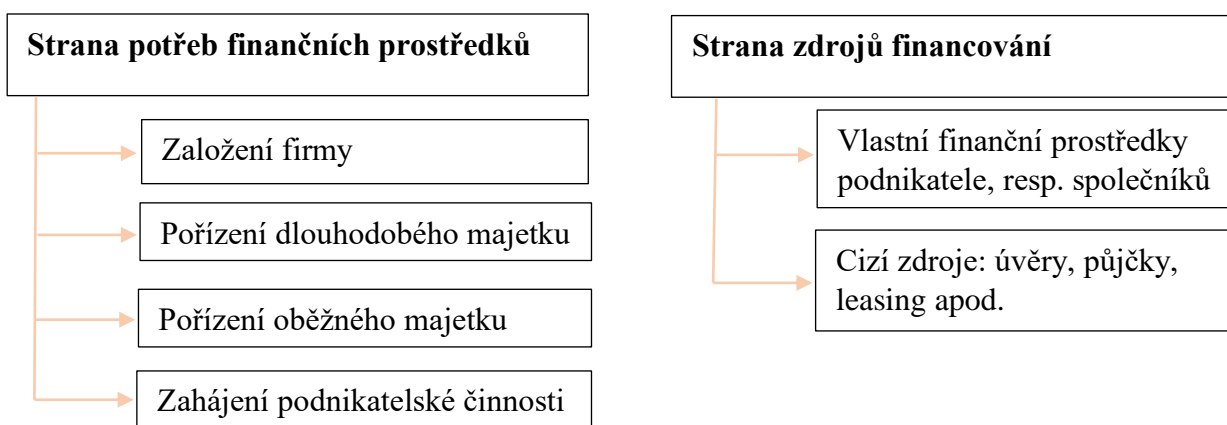 Strana potřeb finančních prostředků
Založení firmy
Pořízení dlouhodobého majetku
Pořízení oběžného majetku
Zahájení podnikatelské činnosti
Strana zdrojů financování
Vlastní finanční prostředky
podnikatele, resp. společníků
Cizí zdroje: úvěry, půjčky,
leasing apod.